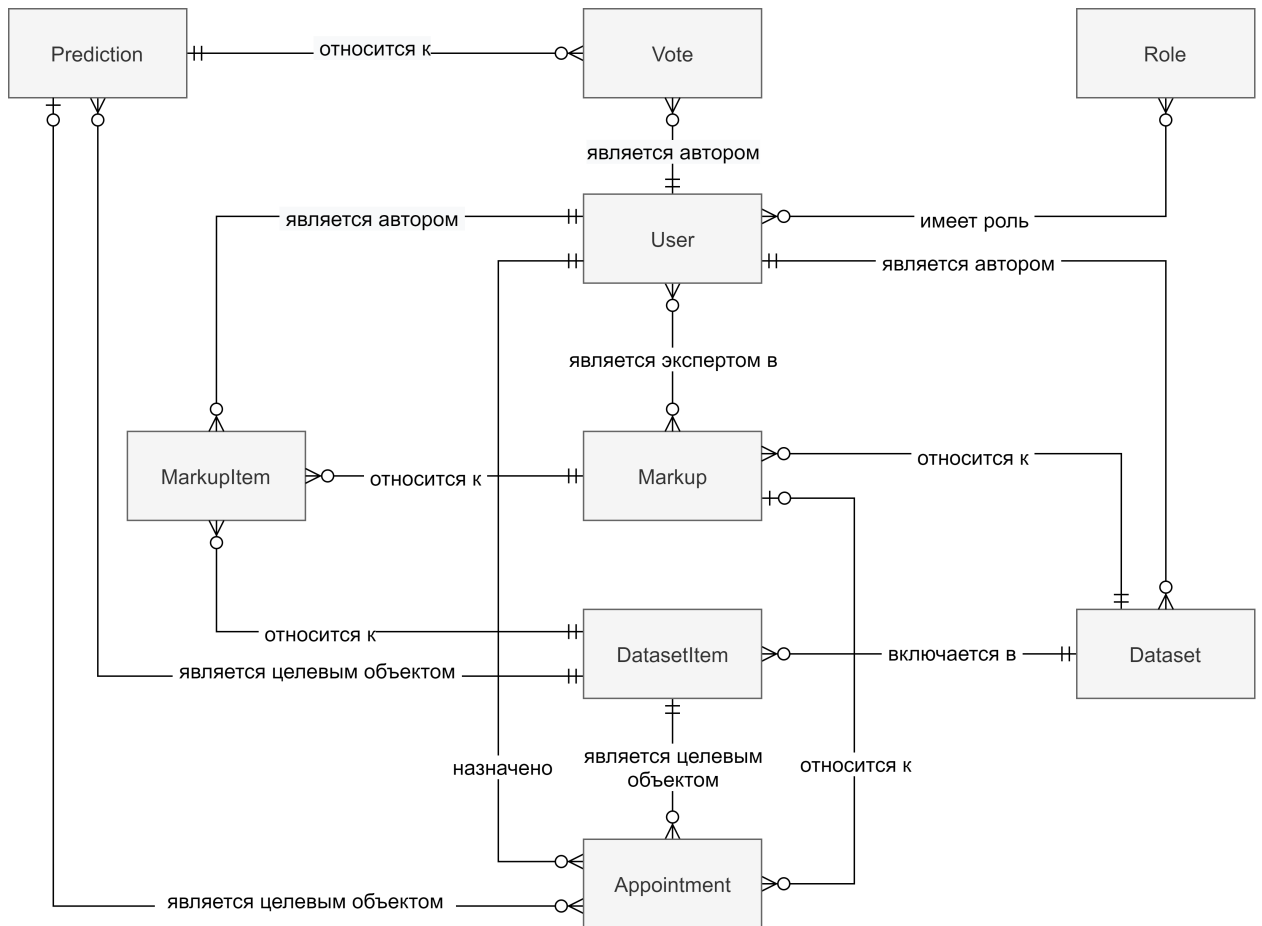 Prediction
относится к
Vote
Role
является автором
является автором
User
имеет роль
является автором
является экспертом в
MarkupItem
относится к
Markup
относится к
относится к
DatasetItem
включается в
Dataset
является целевым объектом
назначено
является целевым
объектом
относится к
Appointment
является целевым объектом